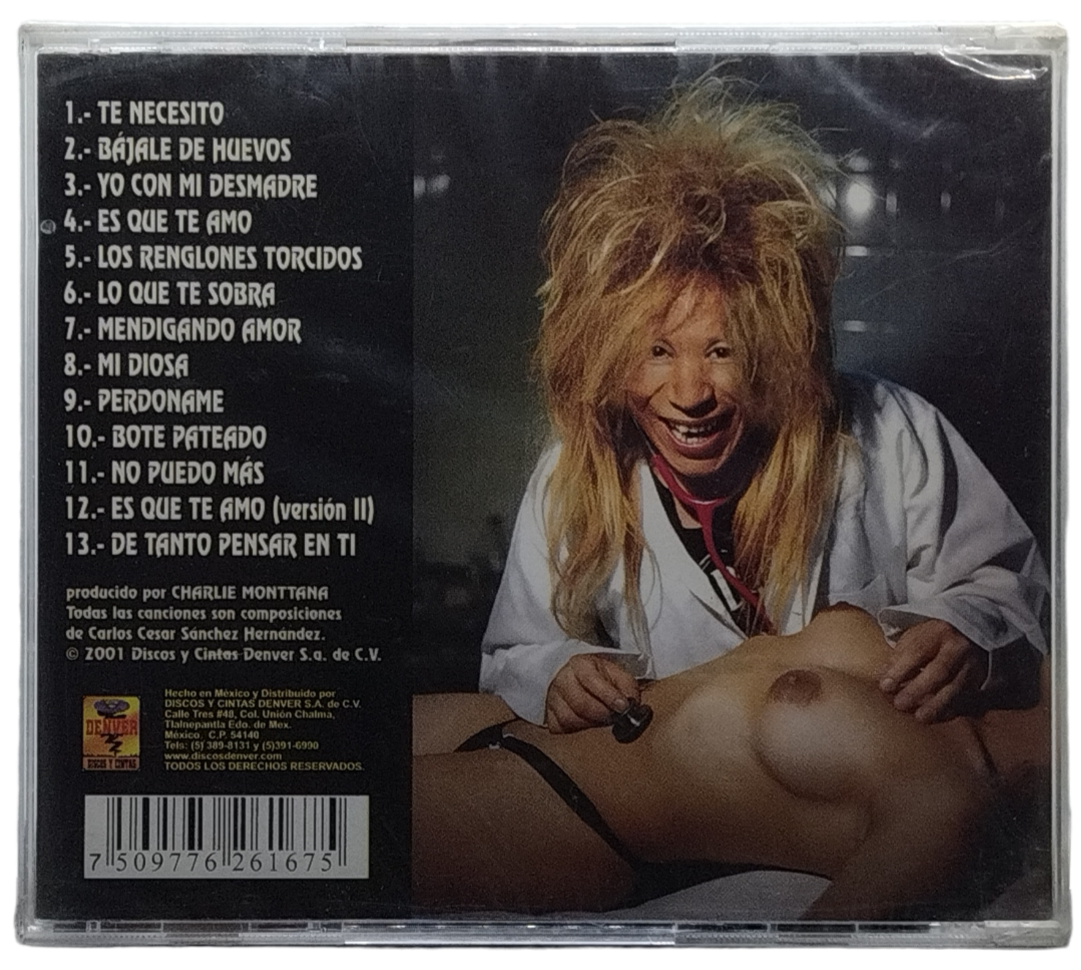 1.- TE NECESITO
2.- BÁJALE DE HUEVOS
3.- YO CON MI DESMADRE
4.- ES QUE TE AMO
5.- LOS RENGLONES TORCIDOS
6.- LO QUE TE SOBRA
7.- MENDIGANDO AMOR
8.- MI DIOSA
9.- PERDONAME
10.- BOTE PATEADO
11.- NO PUEDO MÁS
12.- ES QUE TE AMO (versión II)
13.- DE TANTO PENSAR EN TI
producido por CHARLIE MONTTANA
Todas las canciones son composiciones
de Carlos Cesar Sánchez Hernández.
© 2001 Discos y Cintas Denver S.a. de C.V.
DENVER
DISCOS Y CINTAS
Hecho en México y Distribuido por
DISCOS Y CINTAS DENVER S.A. de C.V.
Calle Tres #48, Col. Unión Chalma,
Tlalnepantla Edo. de Mex.
México. C.P. 54140
Tels: (5) 389-8131 y (5)391-6990
www.discosdenver.com
TODOS LOS DERECHOS RESERVADOS.
7 509776 261675